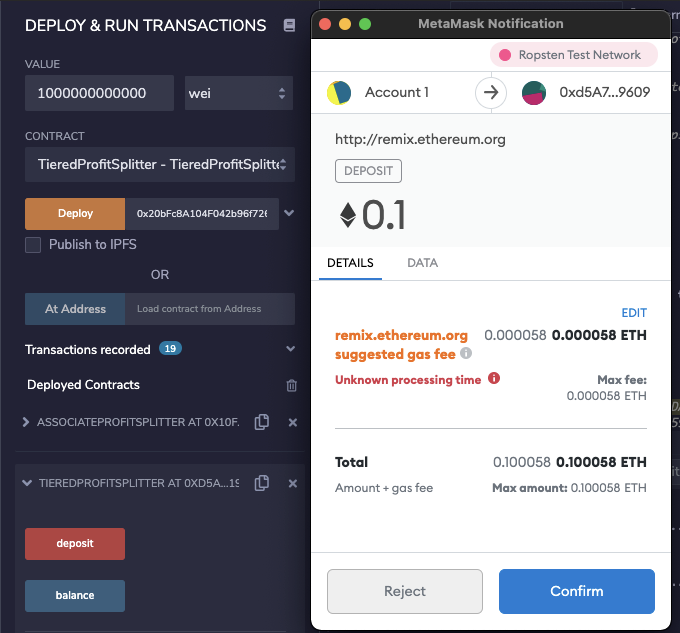 DEPLOY & RUN TRANSACTIONS
VALUE
1000000000000
wei
CONTRACT
TieredProfitSplitter - TieredProfitSplitte
Deploy
0x20bFc8A104F042b96f726
Publish to IPFS
OR
At Address
Load contract from Address
Transactions recorded 19
Deployed Contracts
ASSOCIATEPROFITSPLITTER AT 0X10F.
TIEREDPROFITSPLITTER AT 0XD5A...19
deposit
balance
MetaMask Notification
Ropsten Test Network
Account 1
0xd5A7...9609
http://remix.ethereum.org
DEPOSIT
0.1
DETAILS
DATA
EDIT
remix.ethereum.org 0.000058 0.000058 ETH
suggested gas fee
Unknown processing time
Max fee:
0.000058 ETH
Total 0.100058 0.100058 ETH
Amount + gas fee Max amount: 0.100058 ETH
Reject
Confirm